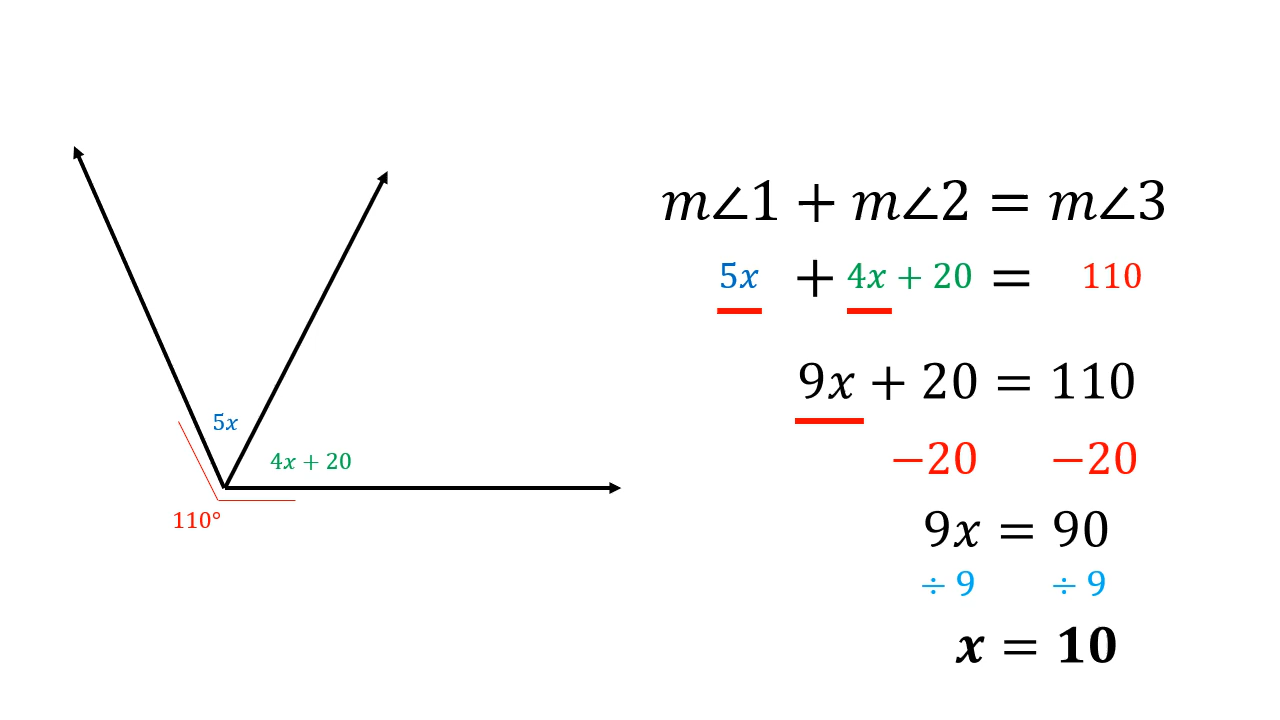 m∠1 + m∠2 = m∠3
5x + 4x + 20 = 110
9x + 20 = 110
−20 −20
9x = 90
÷ 9 ÷ 9
x = 10
5x
4x + 20
110°